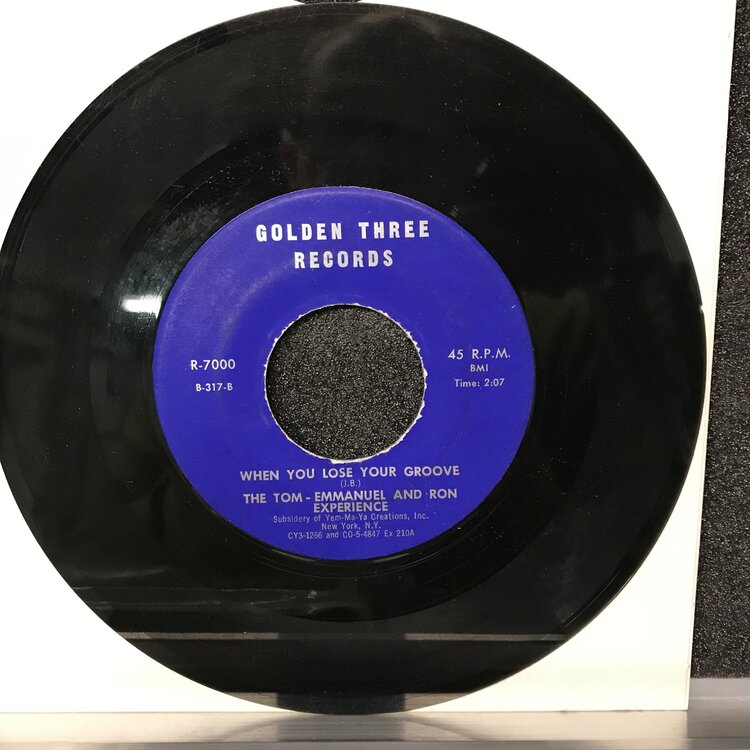 GOLDEN THREE
RECORDS
R-7000
B-317-B
45 R.P.M.
BMI
Time: 2:07
WHEN YOU LOSE YOUR GROOVE
(J.B.)
THE TOM - EMMANUEL AND RON
EXPERIENCE
Subsidery of Yem-Ma-Ya Creations, Inc.
New York, N.Y.
CY3-1266 and CO-5-4847 Ex 210A